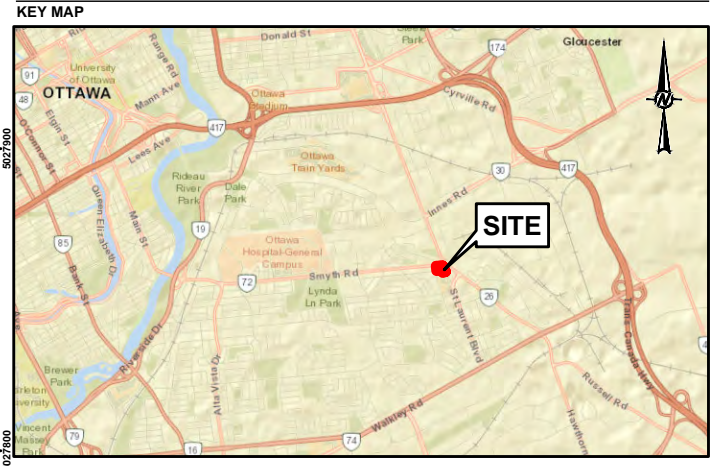 KEY MAP
Donald St
Steele
Park
174
Gloucester
University
of Ottawa
Range Rd
91
OTTAWA
Mann Ave
48
Ottawa
Stadium
Cyrville Rd
N
Elgin St
O'Connor St
417
Lees Ave
5027900
Ottawa
Train Yards
417
Rideau
River
Park
Dale
Park
30
Innes Rd
Queen Elizabeth Dr
Main St
SITE
19
85
Ottawa
Hospital-General
Campus
Bank St
72
Smyth Rd
Lynda
Ln Park
26
St Laurent Blvd
Trans-Canada Hwy
Riverside Dr
Brewer
Park
Alta Vista Dr
Russell Rd
Walkley Rd
Hawthorn
Vincent
Massey
Park
79
16
74
027800